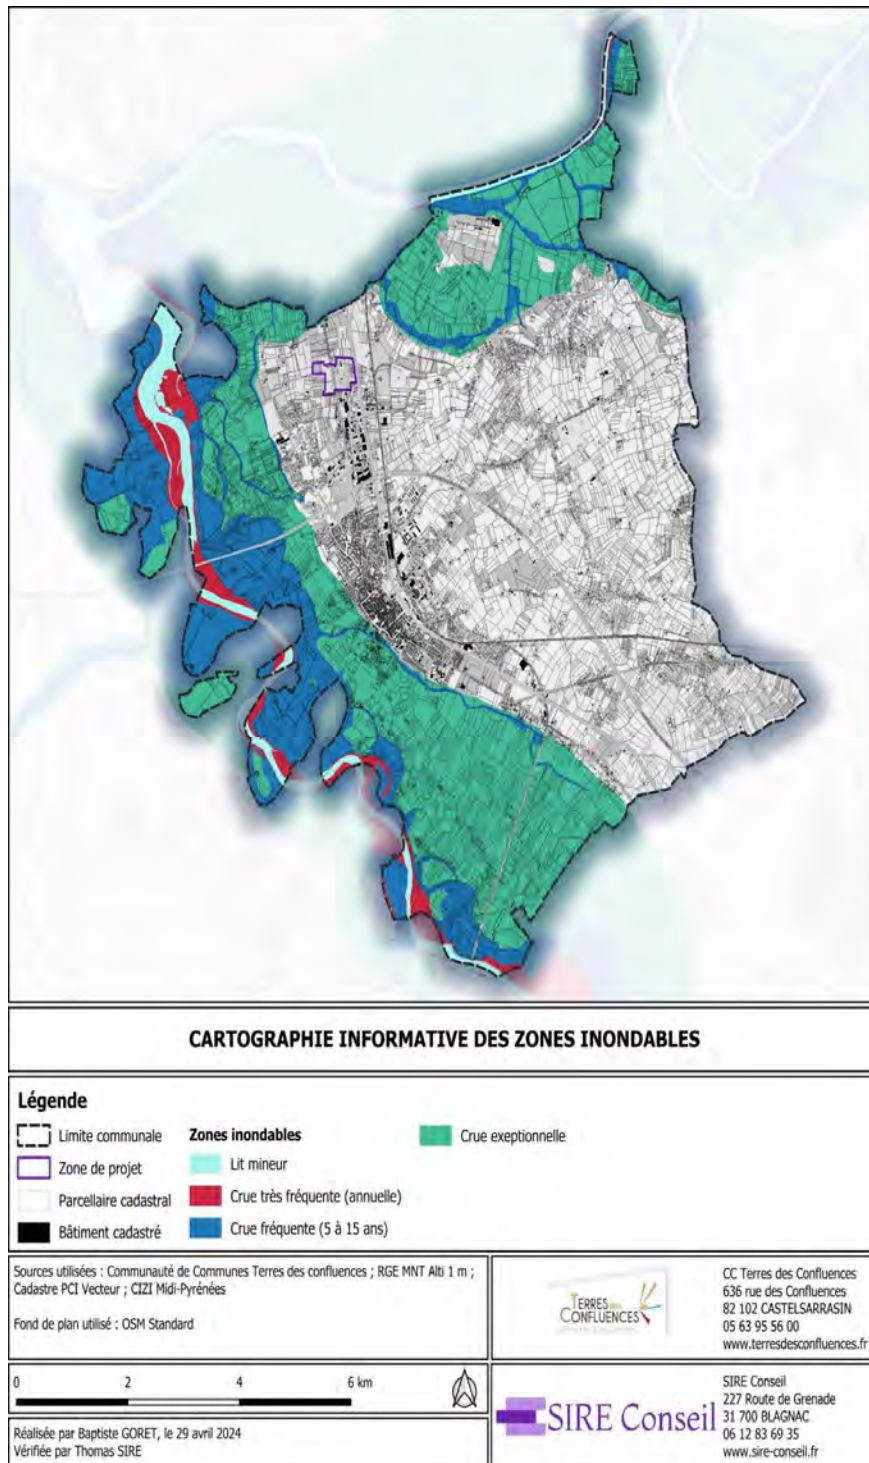 CARTOGRAPHIE INFORMATIVE DES ZONES INONDABLES
Légende
Limite communale
Zone de projet
Parcellaire cadastral
Bâtiment cadastré
Zones inondables
Lit mineur
Crue très fréquente (annuelle)
Crue fréquente (5 à 15 ans)
Crue exeptionnelle
Sources utilisées : Communauté de Communes Terres des confluences ; RGE MNT Alti 1 m ;
Cadastre PCI Vecteur ; CIZI Midi-Pyrénées
Fond de plan utilisé : OSM Standard
TERRES des
CONFLUENCES
CC Terres des Confluences
636 rue des Confluences
82 102 CASTELSARRASIN
05 63 95 56 00
www.terresdesconfluences.fr
0 2 4 6 km
Réalisée par Baptiste GORET, le 29 avril 2024
Vérifiée par Thomas SIRE
SIRE Conseil
SIRE Conseil
227 Route de Grenade
31 700 BLAGNAC
06 12 83 69 35
www.sire-conseil.fr